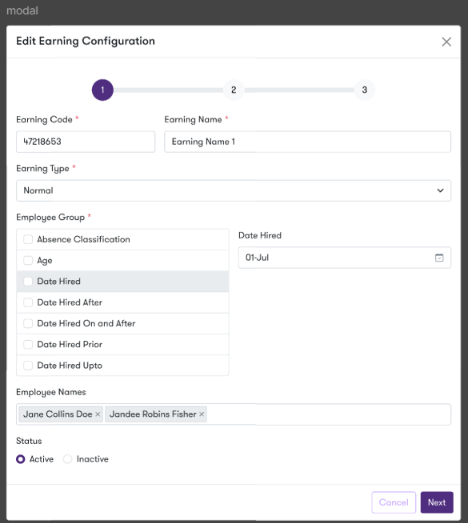 modal
Edit Earning Configuration
1 2 3
Earning Code * Earning Name *
47218653 Earning Name 1
Earning Type *
Normal
Employee Group *
Absence Classification
Age
Date Hired
Date Hired After
Date Hired On and After
Date Hired Prior
Date Hired Upto
Date Hired
01-Jul
Employee Names
Jane Collins Doe × Jandee Robins Fisher ×
Status
Active Inactive
Cancel Next